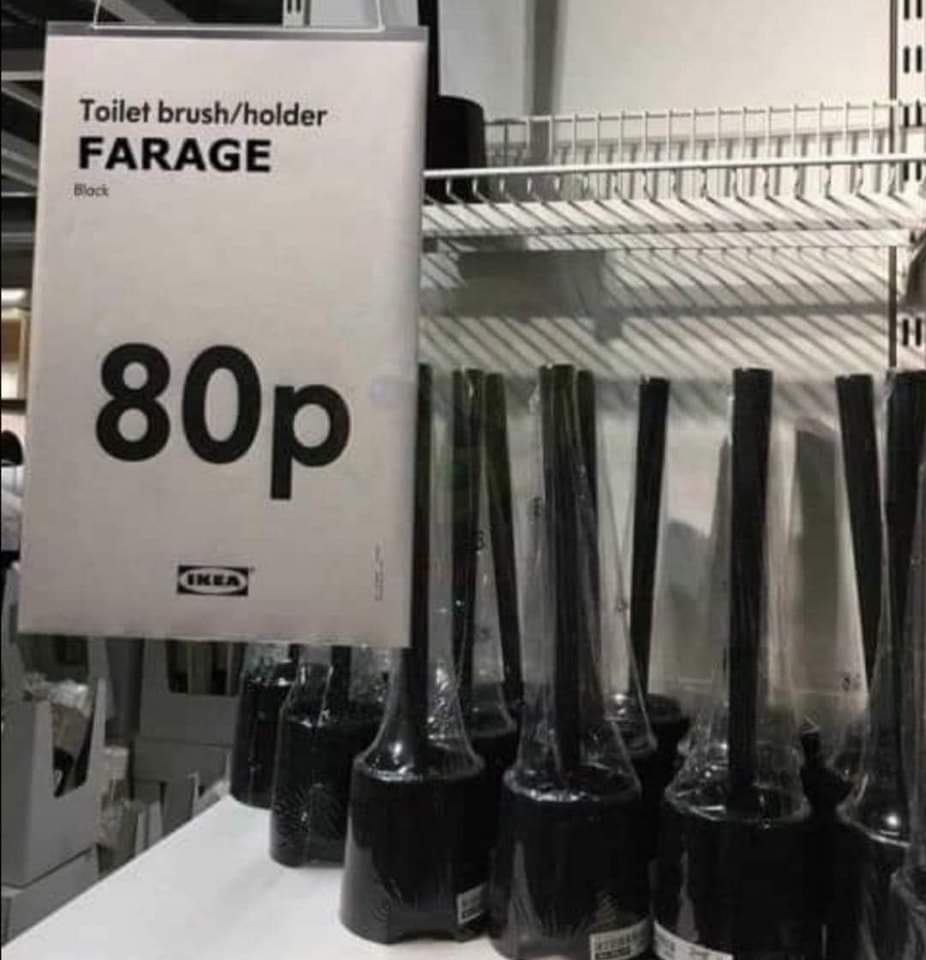 Toilet brush/holder
FARAGE
Black
80p
IKEA